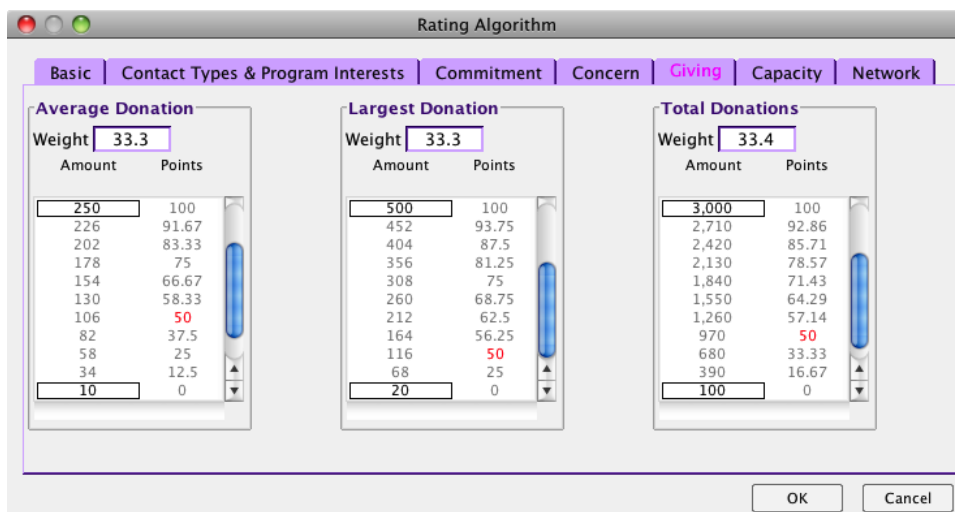 Rating Algorithm
Basic Contact Types & Program Interests Commitment Concern Giving Capacity Network
Average Donation
Weight 33.3
Amount Points
250 100
226 91.67
202 83.33
178 75
154 66.67
130 58.33
106 50
82 37.5
58 25
34 12.5
10 0
Largest Donation
Weight 33.3
Amount Points
500 100
452 93.75
404 87.5
356 81.25
308 75
260 68.75
212 62.5
164 56.25
116 50
68 25
20 0
Total Donations
Weight 33.4
Amount Points
3,000 100
2,710 92.86
2,420 85.71
2,130 78.57
1,840 71.43
1,550 64.29
1,260 57.14
970 50
680 33.33
390 16.67
100 0
OK Cancel